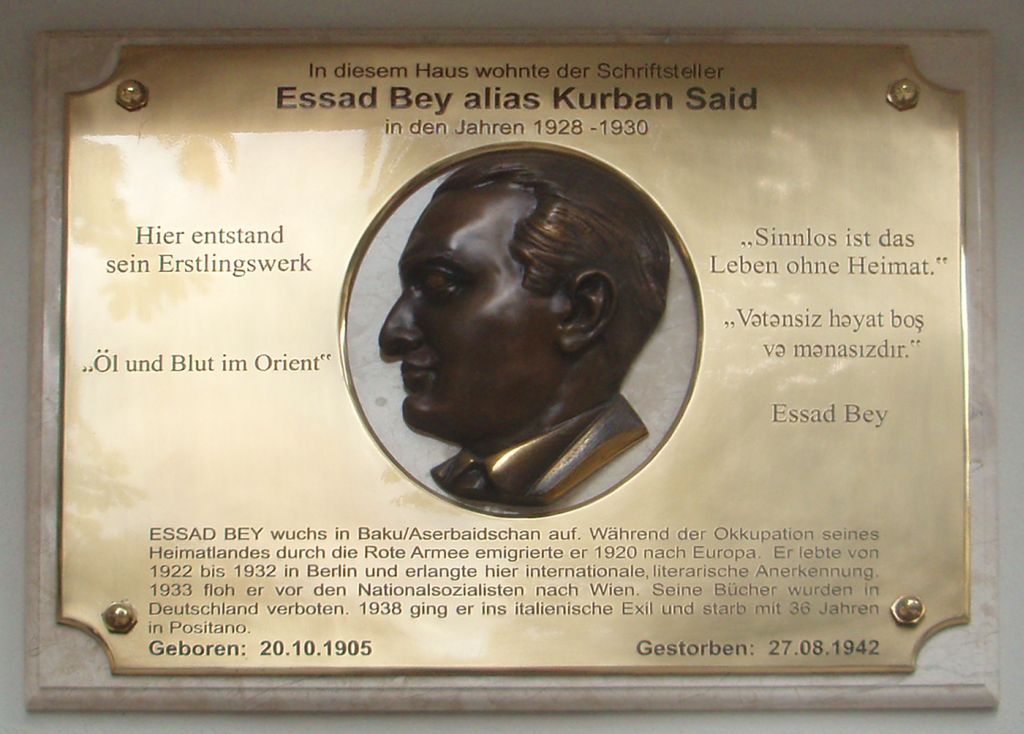 In diesem Haus wohnte der Schriftsteller
Essad Bey alias Kurban Said
in den Jahren 1928 -1930
Hier entstand
sein Erstlingswerk
„Öl und Blut im Orient“
„Sinnlos ist das
Leben ohne Heimat.“
„Vətənsiz həyat boş
və mənasızdır.“
Essad Bey
ESSAD BEY wuchs in Baku/Aserbaidschan auf. Während der Okkupation seines
Heimatlandes durch die Rote Armee emigrierte er 1920 nach Europa. Er lebte von
1922 bis 1932 in Berlin und erlangte hier internationale, literarische Anerkennung.
1933 floh er vor den Nationalsozialisten nach Wien. Seine Bücher wurden in
Deutschland verboten. 1938 ging er ins italienische Exil und starb mit 36 Jahren
in Positano.
Geboren: 20.10.1905 Gestorben: 27.08.1942